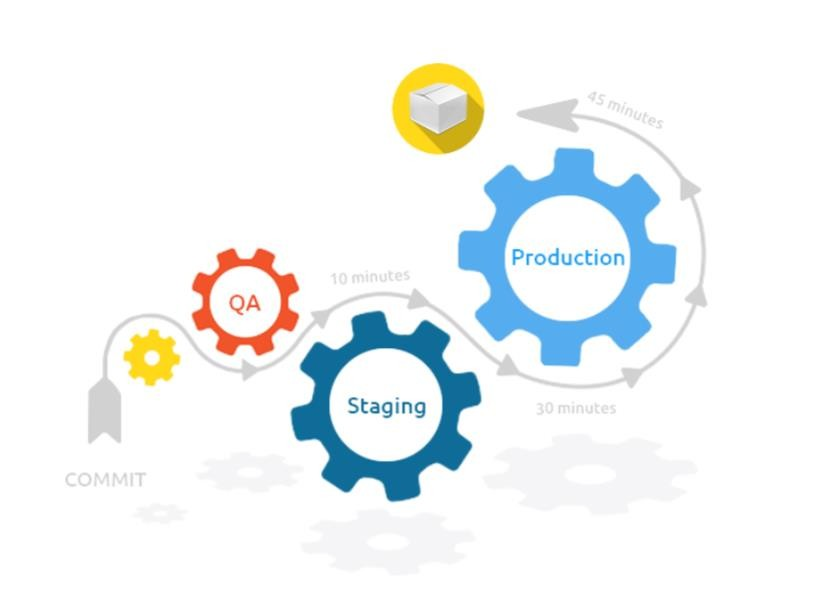 45 minutes
Production
10 minutes
QA
Staging
30 minutes
COMMIT